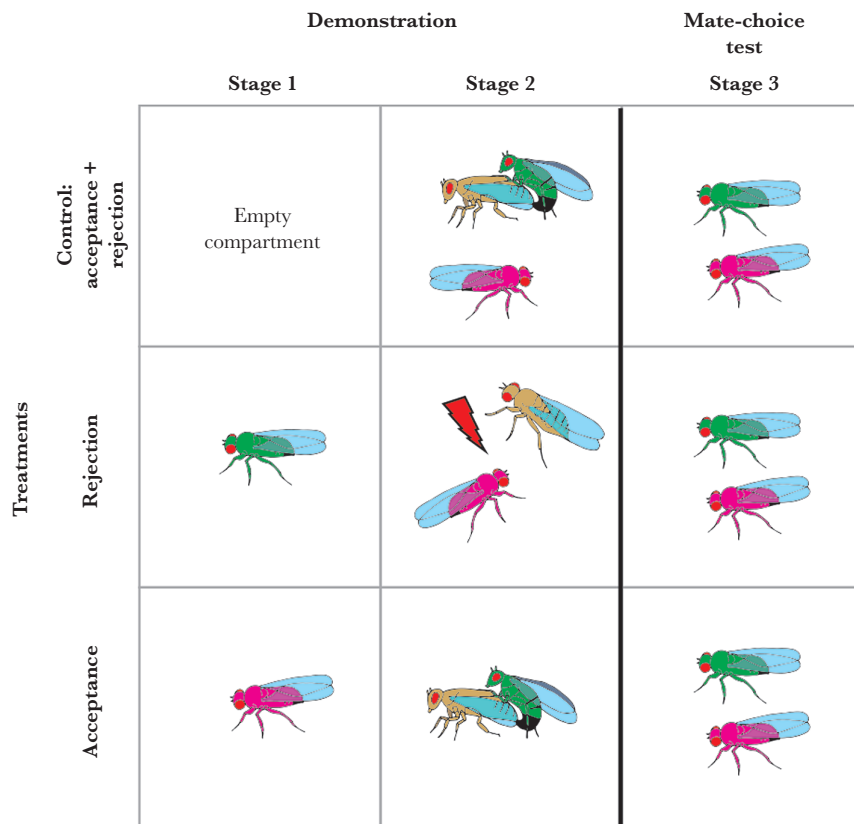 Demonstration
Mate-choice
test
Stage 1
Stage 2
Stage 3
Treatments
Control:
acceptance +
rejection
Empty
compartment
Rejection
Acceptance